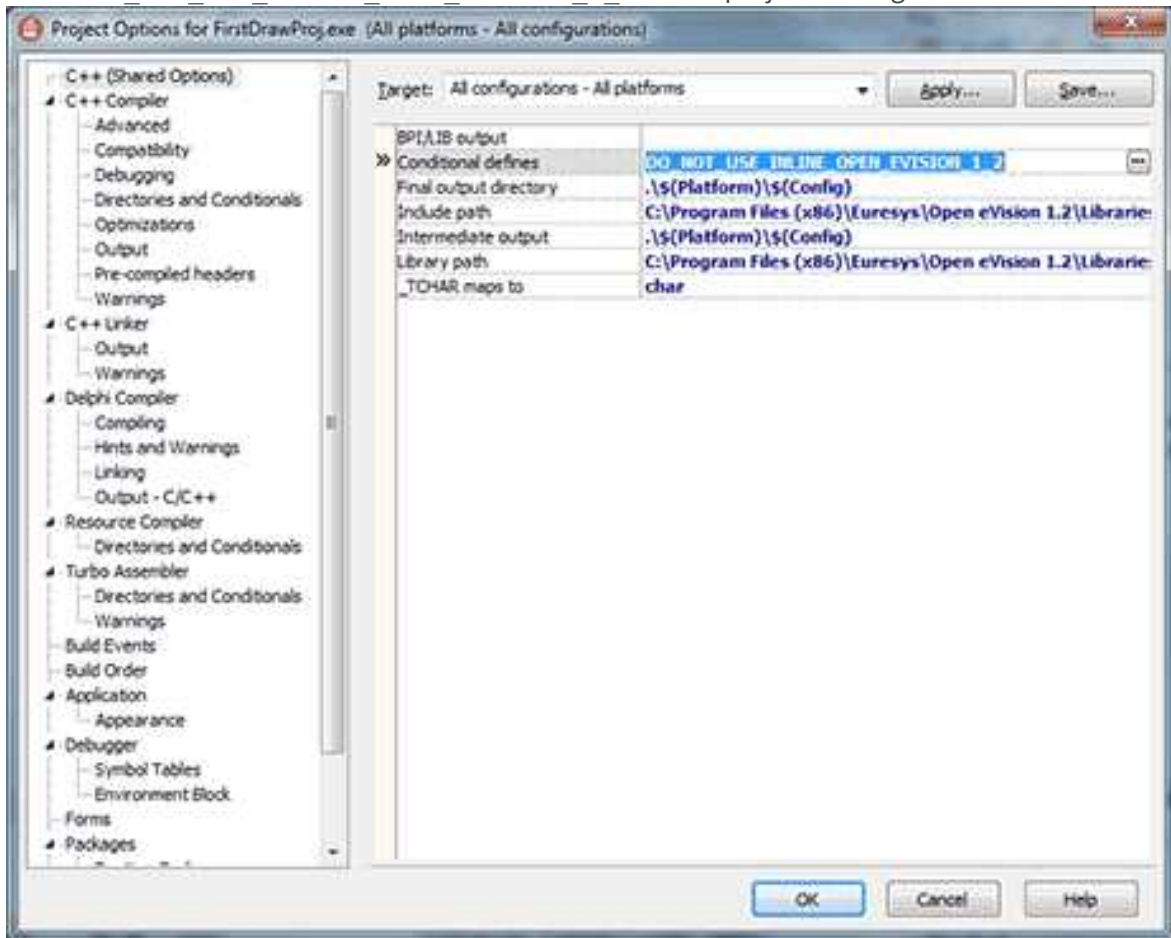 Project Options for FirstDrawProj.exe (All platforms - All configurations)
C++ (Shared Options)
C++ Compiler
Advanced
Compatibility
Debugging
Directories and Conditionals
Optimizations
Output
Pre-compiled headers
Warnings
C++ Linker
Output
Warnings
Delphi Compiler
Compiling
Hints and Warnings
Linking
Output - C/C++
Resource Compiler
Directories and Conditionals
Turbo Assembler
Directories and Conditionals
Warnings
Build Events
Build Order
Application
Appearance
Debugger
Symbol Tables
Environment Block
Forms
Packages
Target: All configurations - All platforms
Apply...
Save...
BPI/LIB output
Conditional defines DO_NOT_USE_INLINE_OPEN_EVISION_1_2
Final output directory .\$(Platform)\$(Config)
Include path C:\Program Files (x86)\Euresys\Open eVision 1.2\Librarie
Intermediate output .\$(Platform)\$(Config)
Library path C:\Program Files (x86)\Euresys\Open eVision 1.2\Librarie
_TCHAR maps to char
OK
Cancel
Help